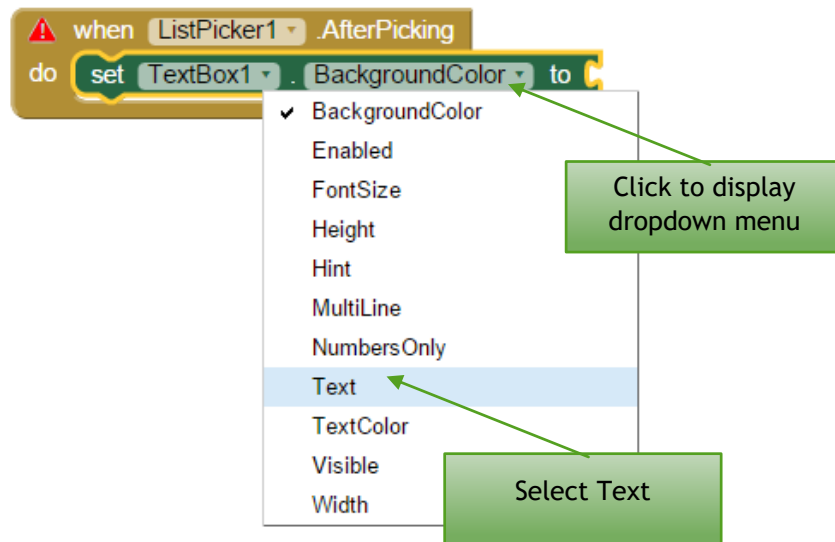 when ListPicker1 .AfterPicking
do set TextBox1 . BackgroundColor to
BackgroundColor
Enabled
FontSize
Height
Hint
MultiLine
NumbersOnly
Text
TextColor
Visible
Width
Click to display
dropdown menu
Select Text